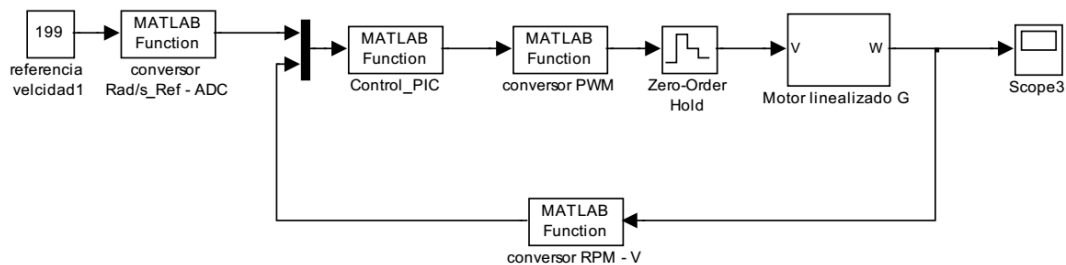 199
referencia
velcidad1
MATLAB
Function
conversor
Rad/s_Ref - ADC
MATLAB
Function
Control_PIC
MATLAB
Function
conversor PWM
Zero-Order
Hold
V
W
Motor linealizado G
Scope3
MATLAB
Function
conversor RPM - V